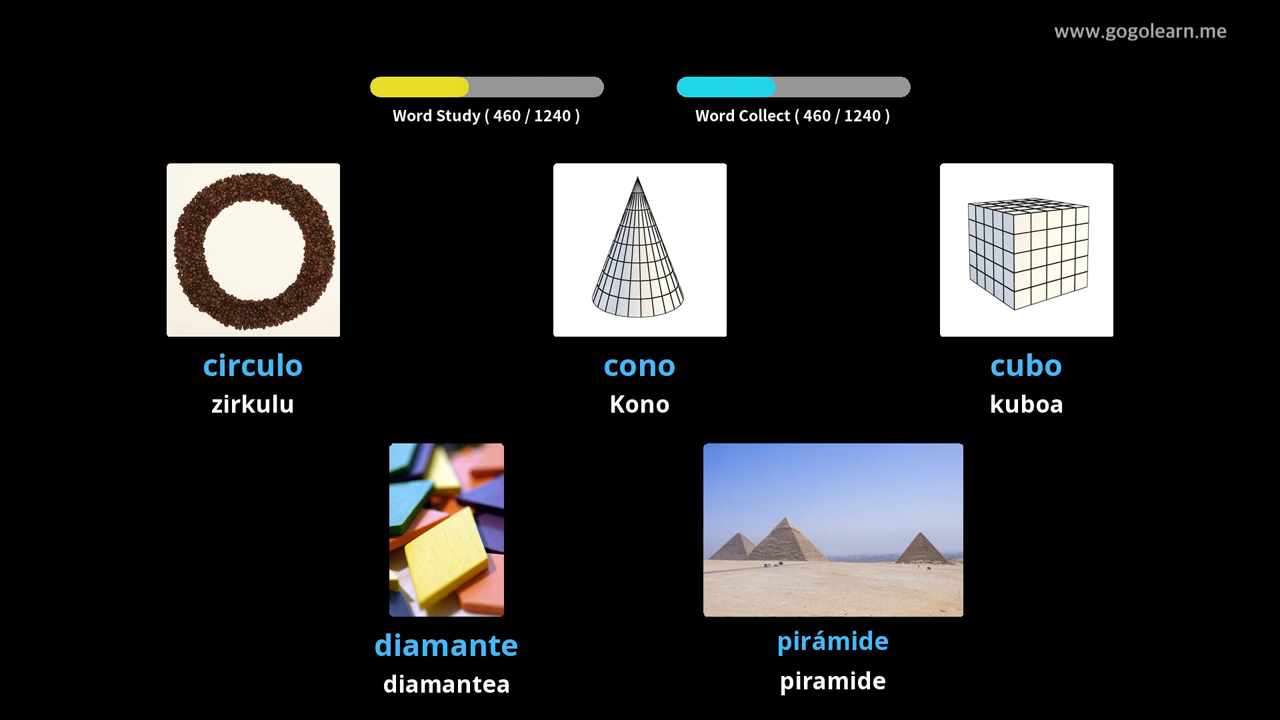 www.gogolearn.me
Word Study ( 460 / 1240 )
Word Collect ( 460 / 1240 )
circulo
zirkulu
cono
Kono
cubo
kuboa
diamante
diamantea
pirámide
piramide